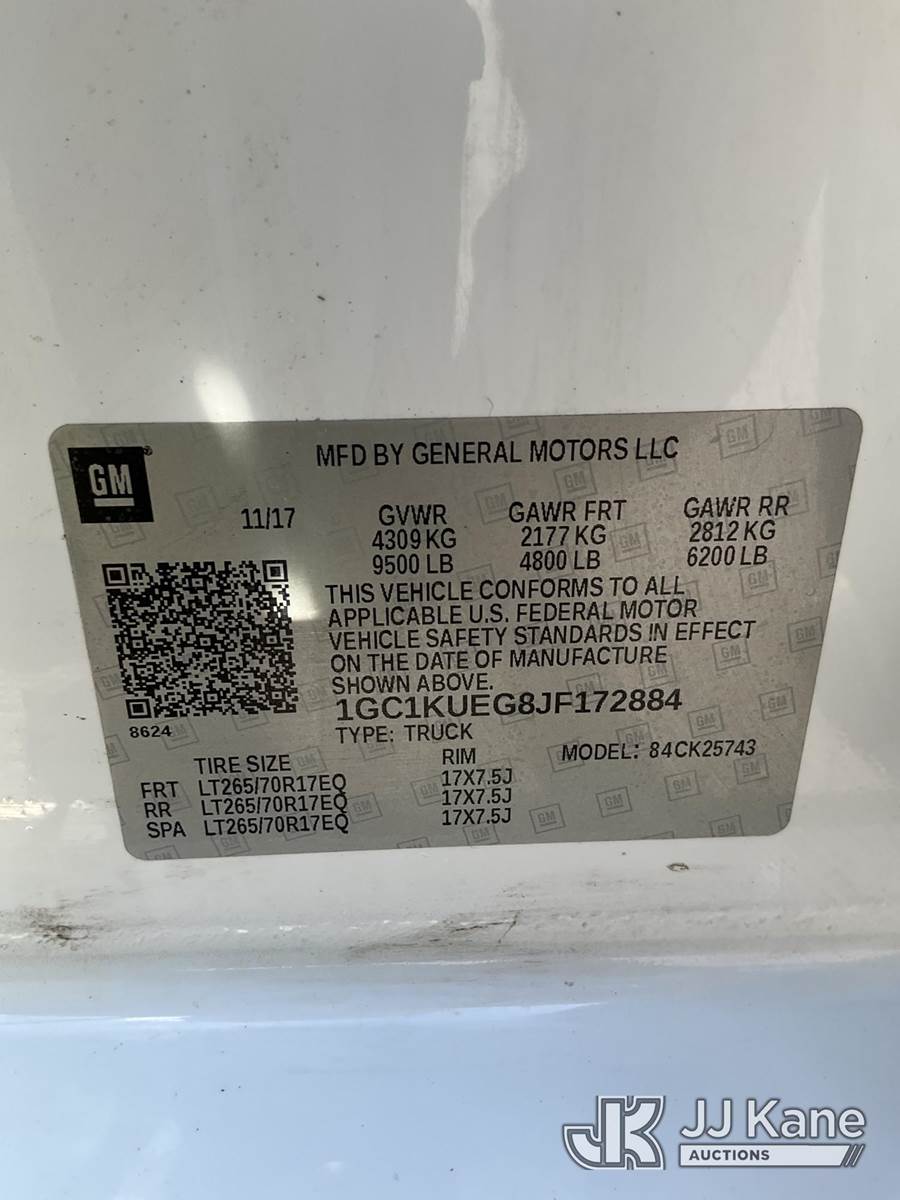 GM
MFD BY GENERAL MOTORS LLC
11/17 GVWR GAWR FRT GAWR RR
4309 KG 2177 KG 2812 KG
9500 LB 4800 LB 6200 LB
THIS VEHICLE CONFORMS TO ALL
APPLICABLE U.S. FEDERAL MOTOR
VEHICLE SAFETY STANDARDS IN EFFECT
ON THE DATE OF MANUFACTURE
SHOWN ABOVE.
8624
1GC1KUEG8JF172884
TYPE: TRUCK MODEL: 84CK25743
TIRE SIZE RIM
FRT LT265/70R17EQ 17X7.5J
RR LT265/70R17EQ 17X7.5J
SPA LT265/70R17EQ 17X7.5J
JK JJ Kane
AUCTIONS